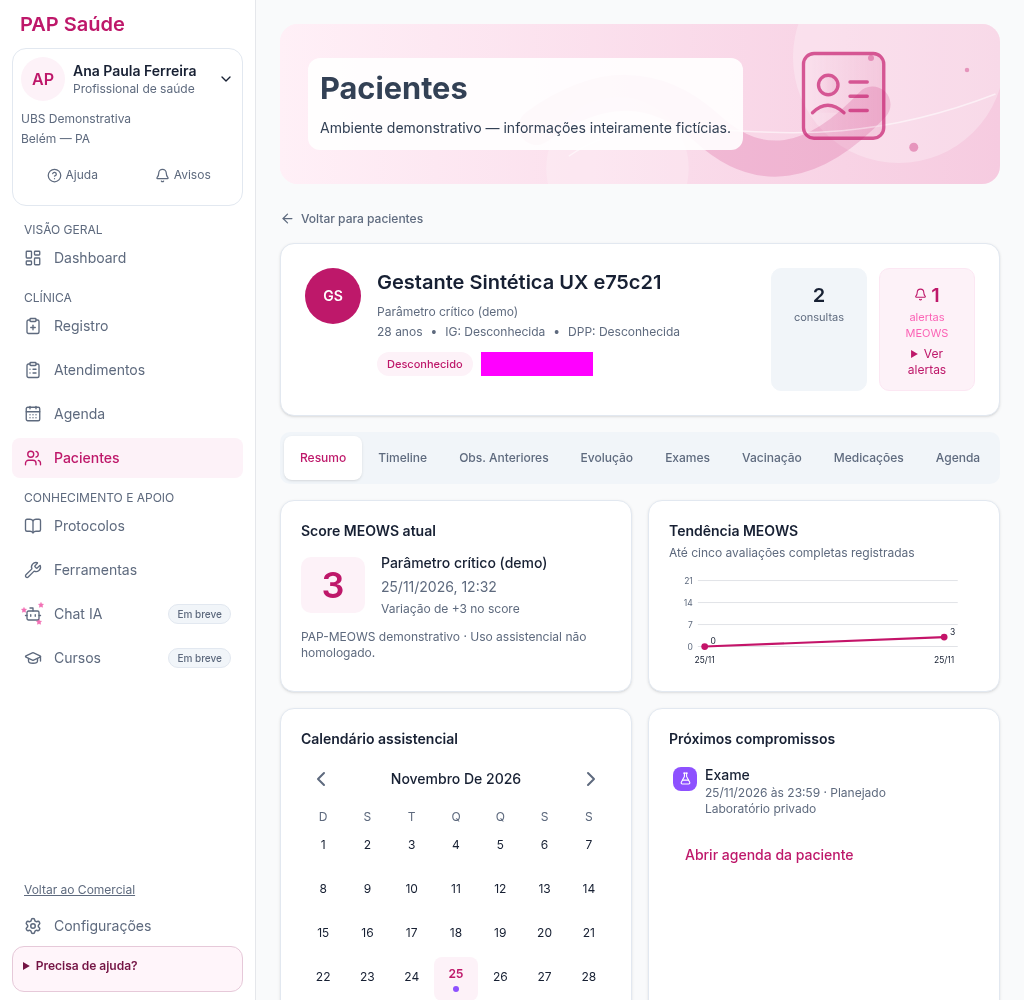 PAP Saúde
AP
Ana Paula Ferreira
Profissional de saúde
UBS Demonstrativa
Belém — PA
Ajuda
Avisos
VISÃO GERAL
Dashboard
CLÍNICA
Registro
Atendimentos
Agenda
Pacientes
CONHECIMENTO E APOIO
Protocolos
Ferramentas
Chat IA
Em breve
Cursos
Em breve
Voltar ao Comercial
Configurações
Precisa de ajuda?
Pacientes
Ambiente demonstrativo — informações inteiramente fictícias.
Voltar para pacientes
GS
Gestante Sintética UX e75c21
Parâmetro crítico (demo)
28 anos • IG: Desconhecida • DPP: Desconhecida
Desconhecido
2
consultas
1
alertas
MEOWS
Ver
alertas
Resumo
Timeline
Obs. Anteriores
Evolução
Exames
Vacinação
Medicações
Agenda
Score MEOWS atual
3
Parâmetro crítico (demo)
25/11/2026, 12:32
Variação de +3 no score
PAP-MEOWS demonstrativo · Uso assistencial não
homologado.
Tendência MEOWS
Até cinco avaliações completas registradas
21
14
7
0
0
3
25/11
25/11
Calendário assistencial
Novembro De 2026
D S T Q Q S S
1 2 3 4 5 6 7
8 9 10 11 12 13 14
15 16 17 18 19 20 21
22 23 24 25 26 27 28
Próximos compromissos
Exame
25/11/2026 às 23:59 · Planejado
Laboratório privado
Abrir agenda da paciente